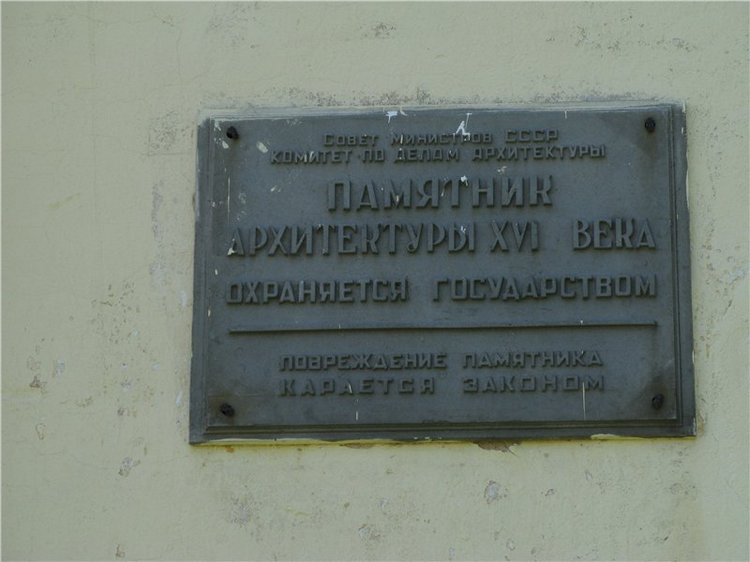 Совет министров СССР
КОМИТЕТ ПО ДЕЛАМ АРХИТЕКТУРЫ
ПАМЯТНИК
АРХИТЕКТУРЫ XVI ВЕКА
ОХРАНЯЕТСЯ ГОСУДАРСТВОМ
ПОВРЕЖДЕНИЕ ПАМЯТНИКА
КАРАЕТСЯ ЗАКОНОМ